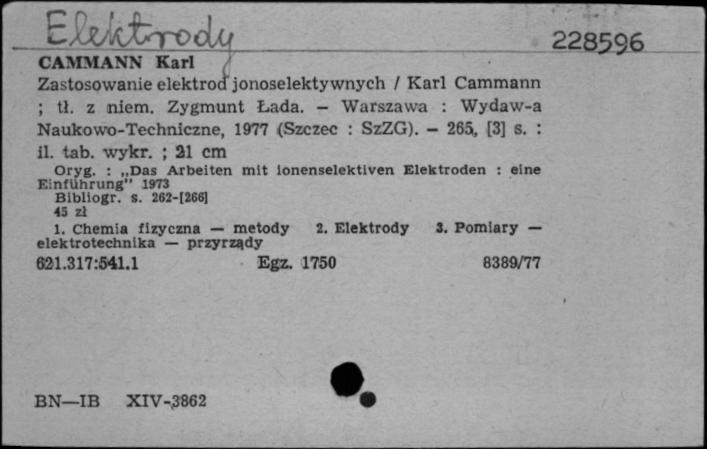 Elektrody
228596
CAMMANN Karl
Zastosowanie elektrod jonoselektywnych / Karl Cammann
; tł. z niem. Zygmunt Łada. — Warszawa : Wydaw-a
Naukowo-Techniczne, 1977 (Szczec : SzZG). — 265, [3] s. :
il. tab. wykr. ; 21 cm
Oryg. : „Das Arbeiten mit ionenselektiven Elektroden : eine
Einführung" 1973
Bibliogr. s. 262-[266]
45 zł
1. Chemia fizyczna — metody 2. Elektrody 3. Pomiary —
elektrotechnika — przyrządy
621.317:541.1 Egz. 1750 8389/77
BN—IB XIV-3862